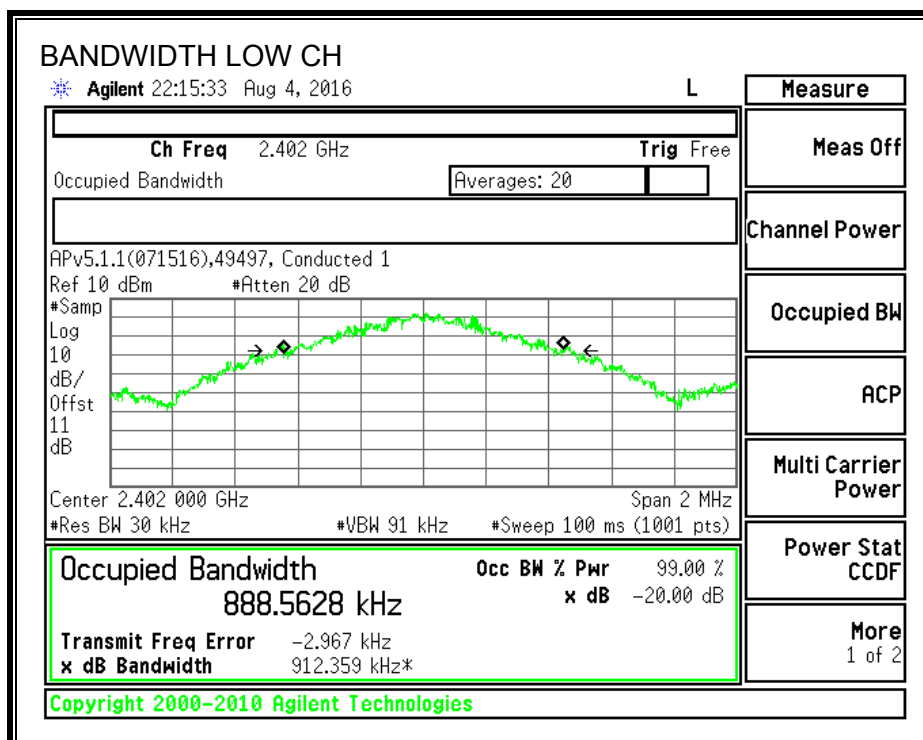 BANDWIDTH LOW CH
Agilent 22:15:33 Aug 4, 2016 L
Measure
Ch Freq 2.402 GHz Trig Free
Meas Off
Occupied Bandwidth Averages: 20
Channel Power
APv5.1.1(071516),49497, Conducted 1
Ref 10 dBm #Atten 20 dB
#Samp
Log
10
dB/
Offst
11
dB
Occupied BW
ACP
Multi Carrier
Power
Center 2.402 000 GHz Span 2 MHz
#Res BW 30 kHz #VBW 91 kHz #Sweep 100 ms (1001 pts)
Power Stat
CCDF
Occupied Bandwidth Occ BW % Pwr 99.00 %
888.5628 kHz x dB -20.00 dB
Transmit Freq Error -2.967 kHz
x dB Bandwidth 912.359 kHz*
More
1 of 2
Copyright 2000-2010 Agilent Technologies